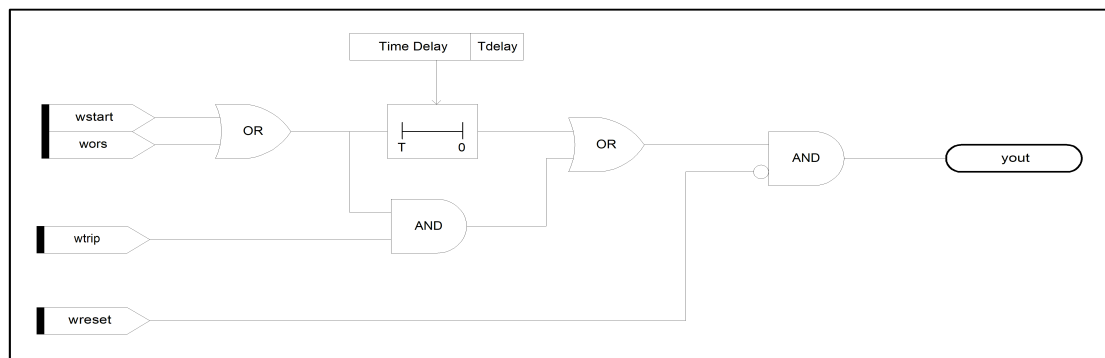 Time Delay Tdelay
wstart
wors
OR
T 0
OR
AND
yout
AND
wtrip
wreset